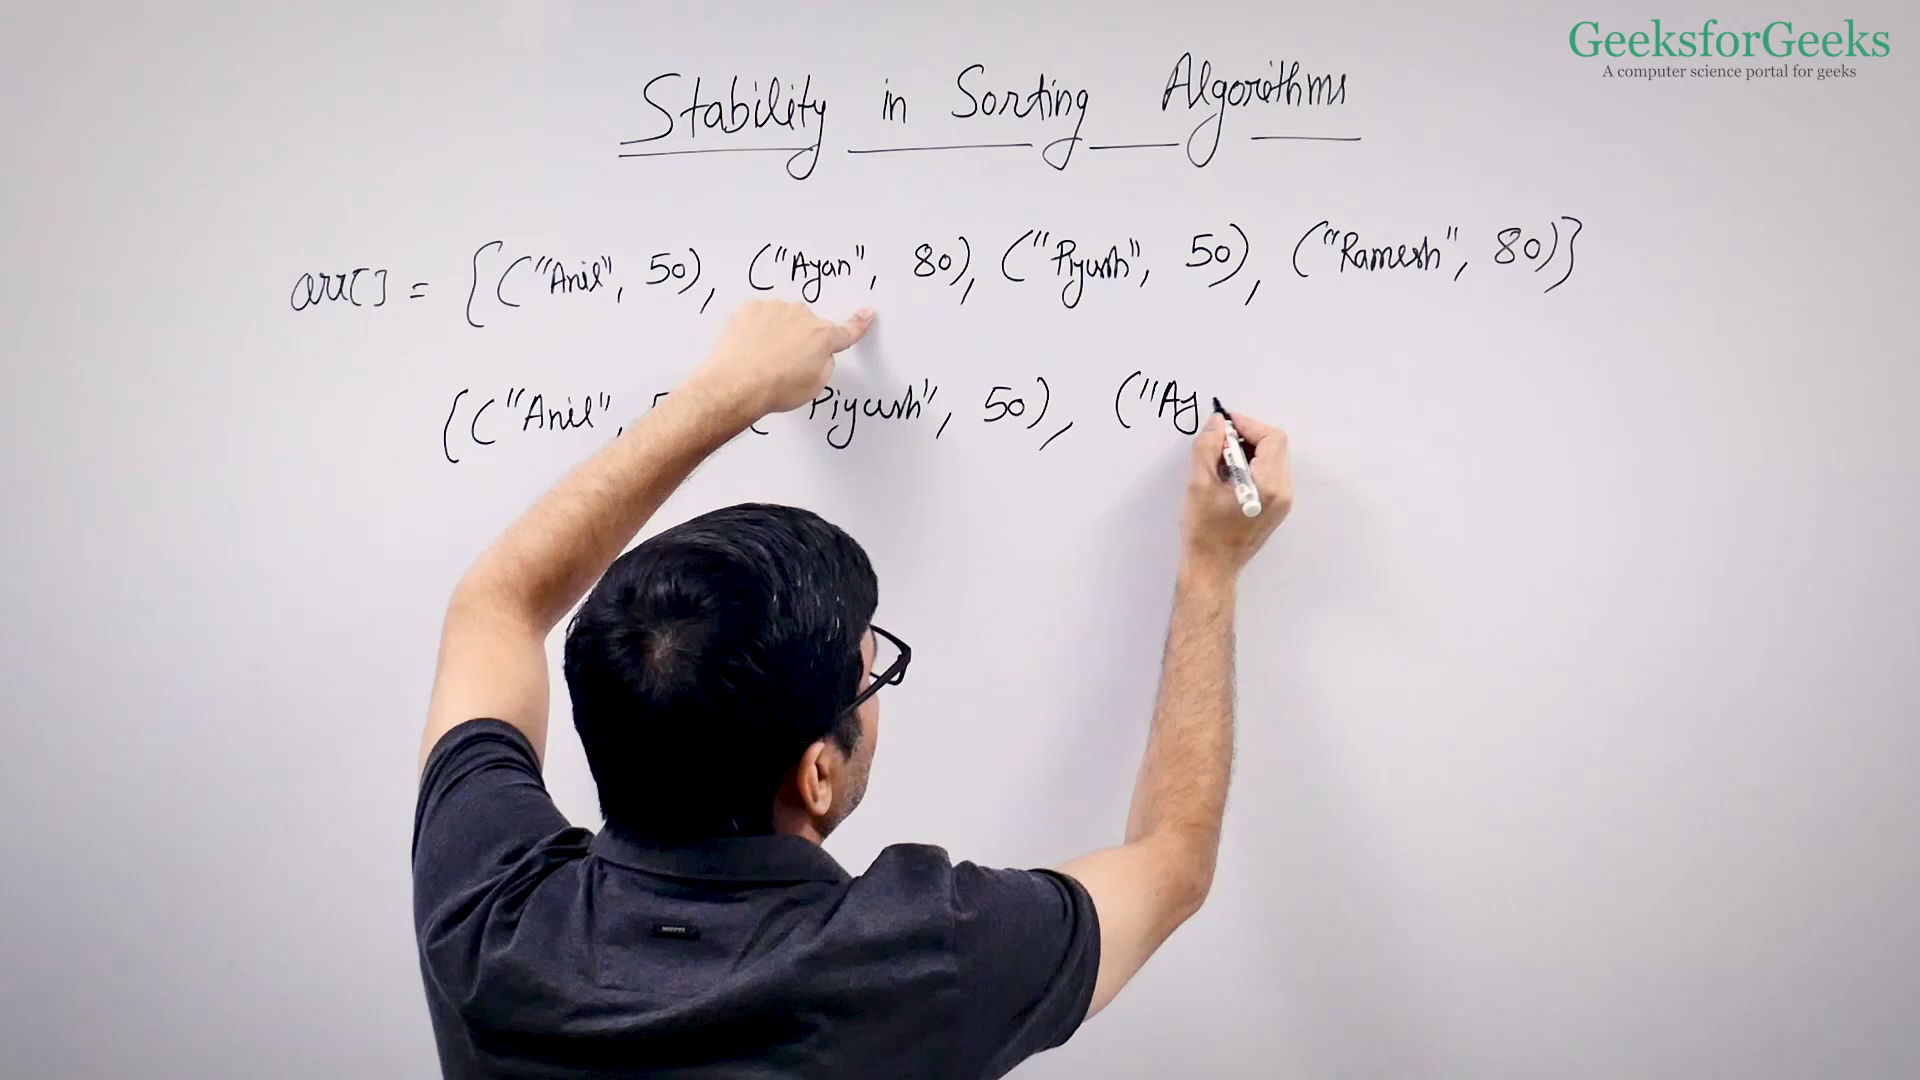 GeeksforGeeks
A computer science portal for geeks
Stability in Sorting Algorithms
arr[] = {("Anil", 50), ("Ayan", 80), ("Piyush", 50), ("Ramesh", 80)}
{("Anil", Piyush", 50), ("Ay